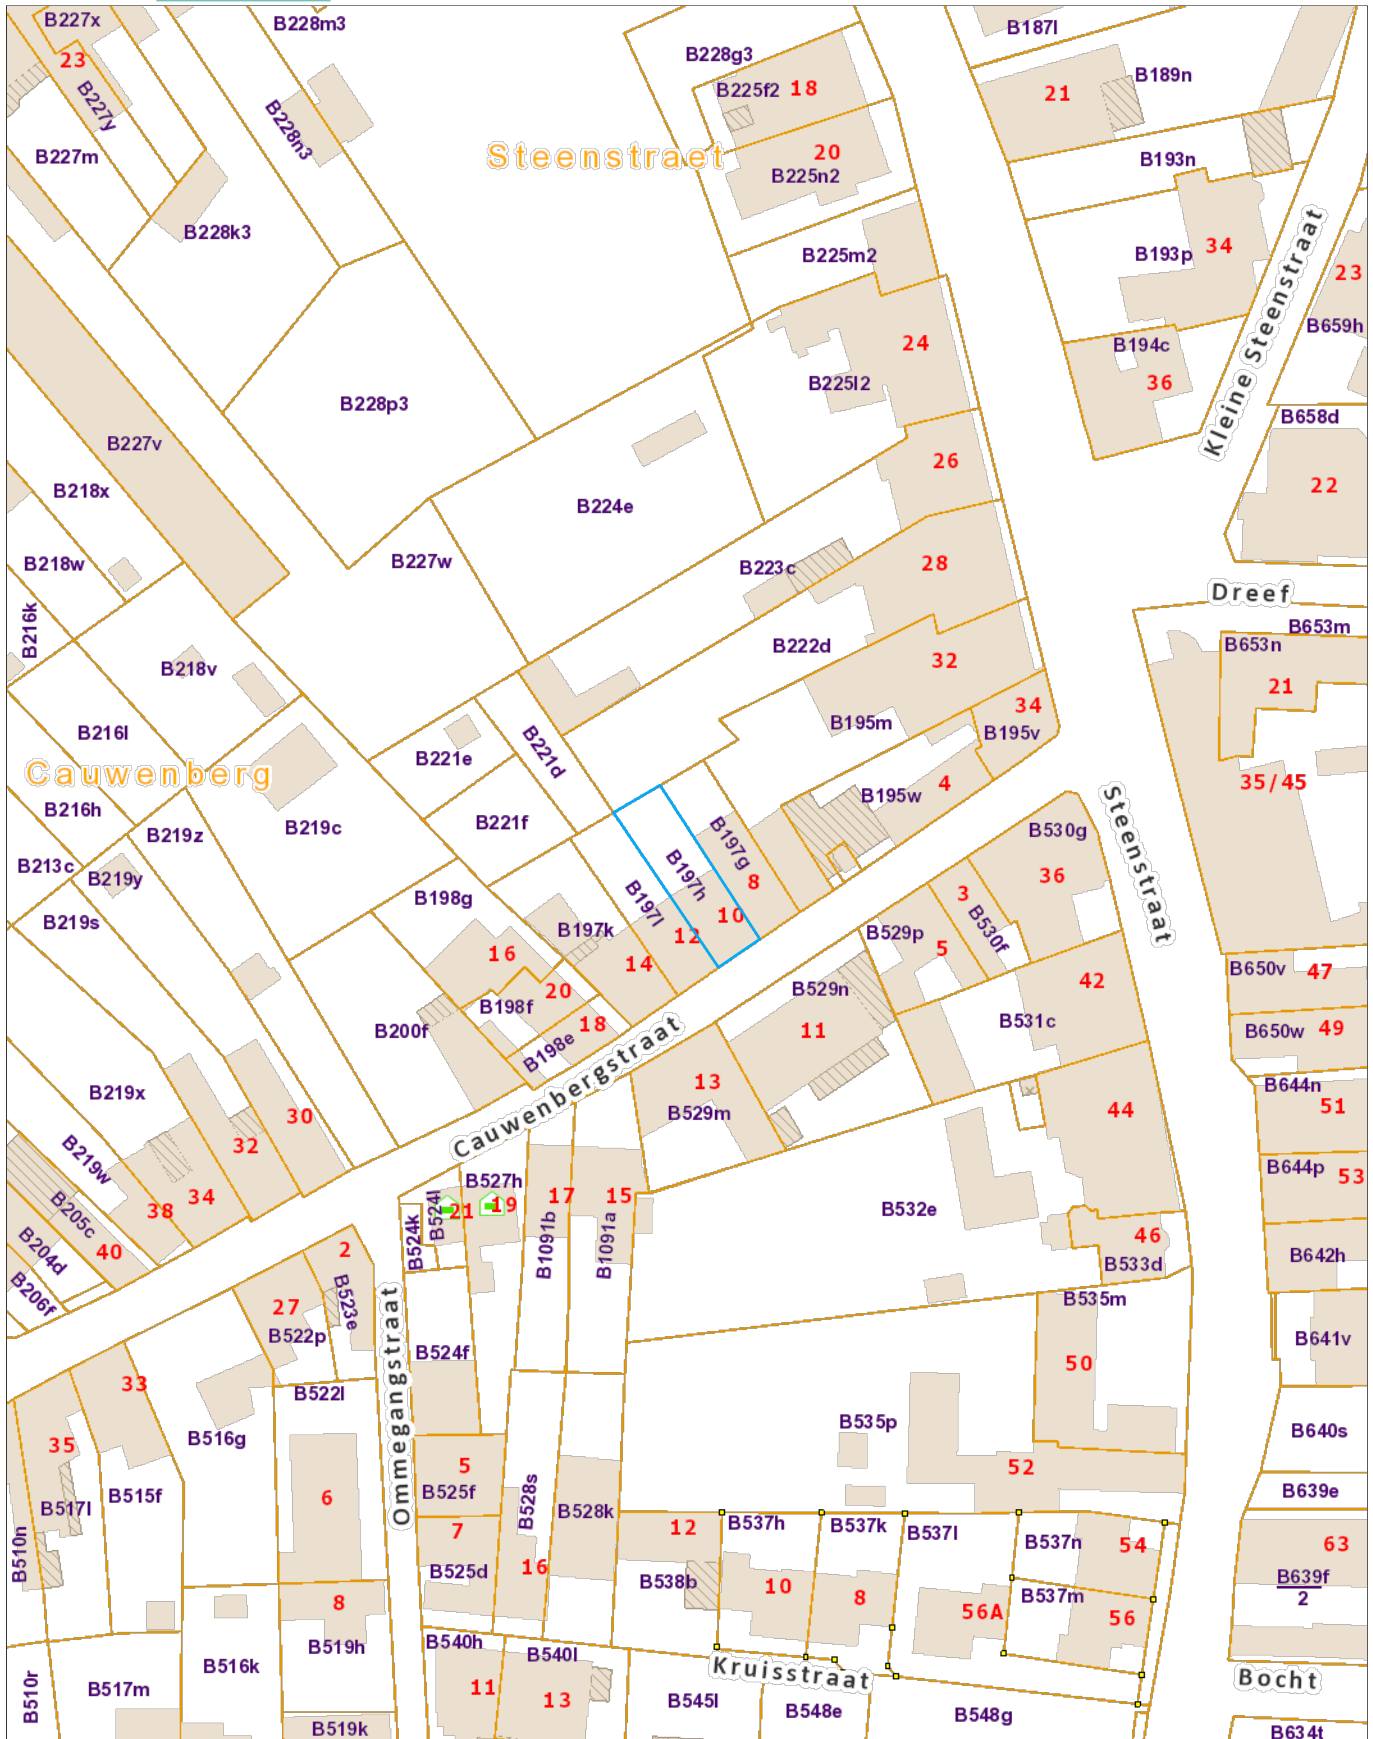 B227x
B228m3
B187l
23
B228g3
B225f2
18
21
B189n
B227y
B228n3
B227m
Steenstraet
20
B225n2
B193n
B228k3
B225m2
B193p
34
23
B659h
Kleine Steenstraat
24
B194c
36
B225l2
B228p3
B227v
B658d
26
22
B218x
B224e
B227w
B223c
28
B218w
Dreef
B216k
B653m
B653n
B222d
32
B218v
21
34
B195m
B195v
B216l
B221e
B221d
Cauwenberg
35/45
4
B195w
B216h
B219z
B219c
B221f
B197g
B530g
Steenstraat
B213c
B219y
B197h
8
36
3
B198g
B197l
10
B219s
B197k
12
B529p
B530f
5
16
14
B650v
47
20
B198f
B529n
42
18
B200f
B198e
11
B531c
B650w
49
Cauwenbergstraat
13
B529m
B219x
30
44
B644n
51
32
B219w
B527h
B644p
53
34
17
15
38
B524l
21
19
B205c
B532e
46
B524k
B1091b
B1091a
40
2
B204d
B533d
B642h
B206f
27
B523e
B522p
B535m
Ommegangstraat
B641v
B524f
50
33
B522l
B535p
B516g
B640s
35
5
52
B525f
B528s
B639e
6
B515f
B517l
B528k
7
12
B537h
B537k
B537l
B537n
54
63
B510n
B525d
16
B538b
10
8
B639f
2
B537m
56A
56
8
B519h
B540h
B540l
B516k
Kruisstraat
Bocht
B510r
B517m
11
13
B545l
B548e
B548g
B519k
B634t